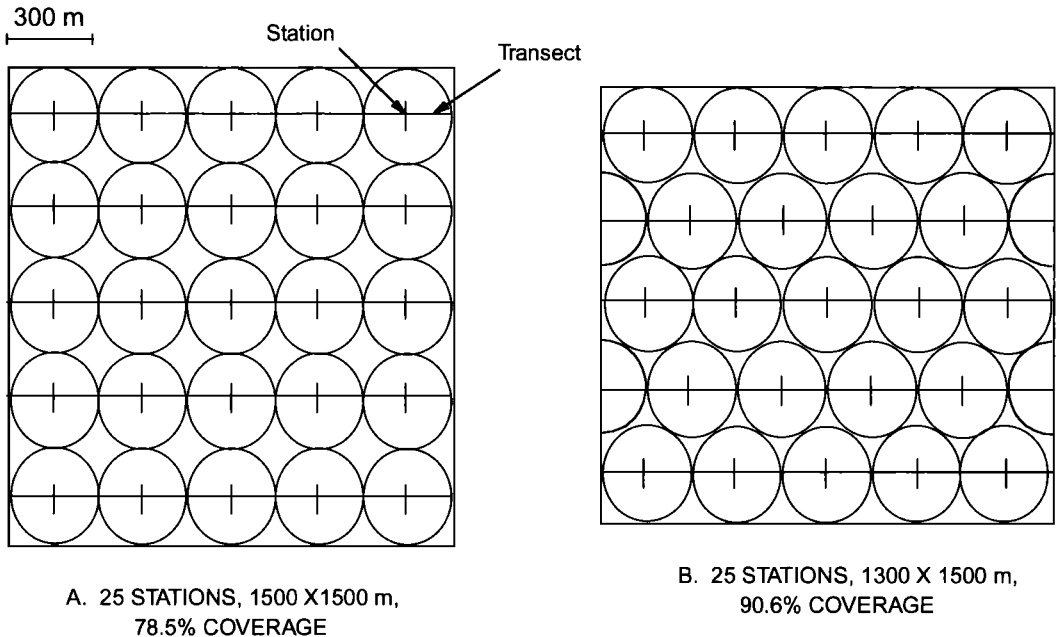 300 m
Station
Transect
A. 25 STATIONS, 1500 X1500 m,
78.5% COVERAGE
B. 25 STATIONS, 1300 X 1500 m,
90.6% COVERAGE